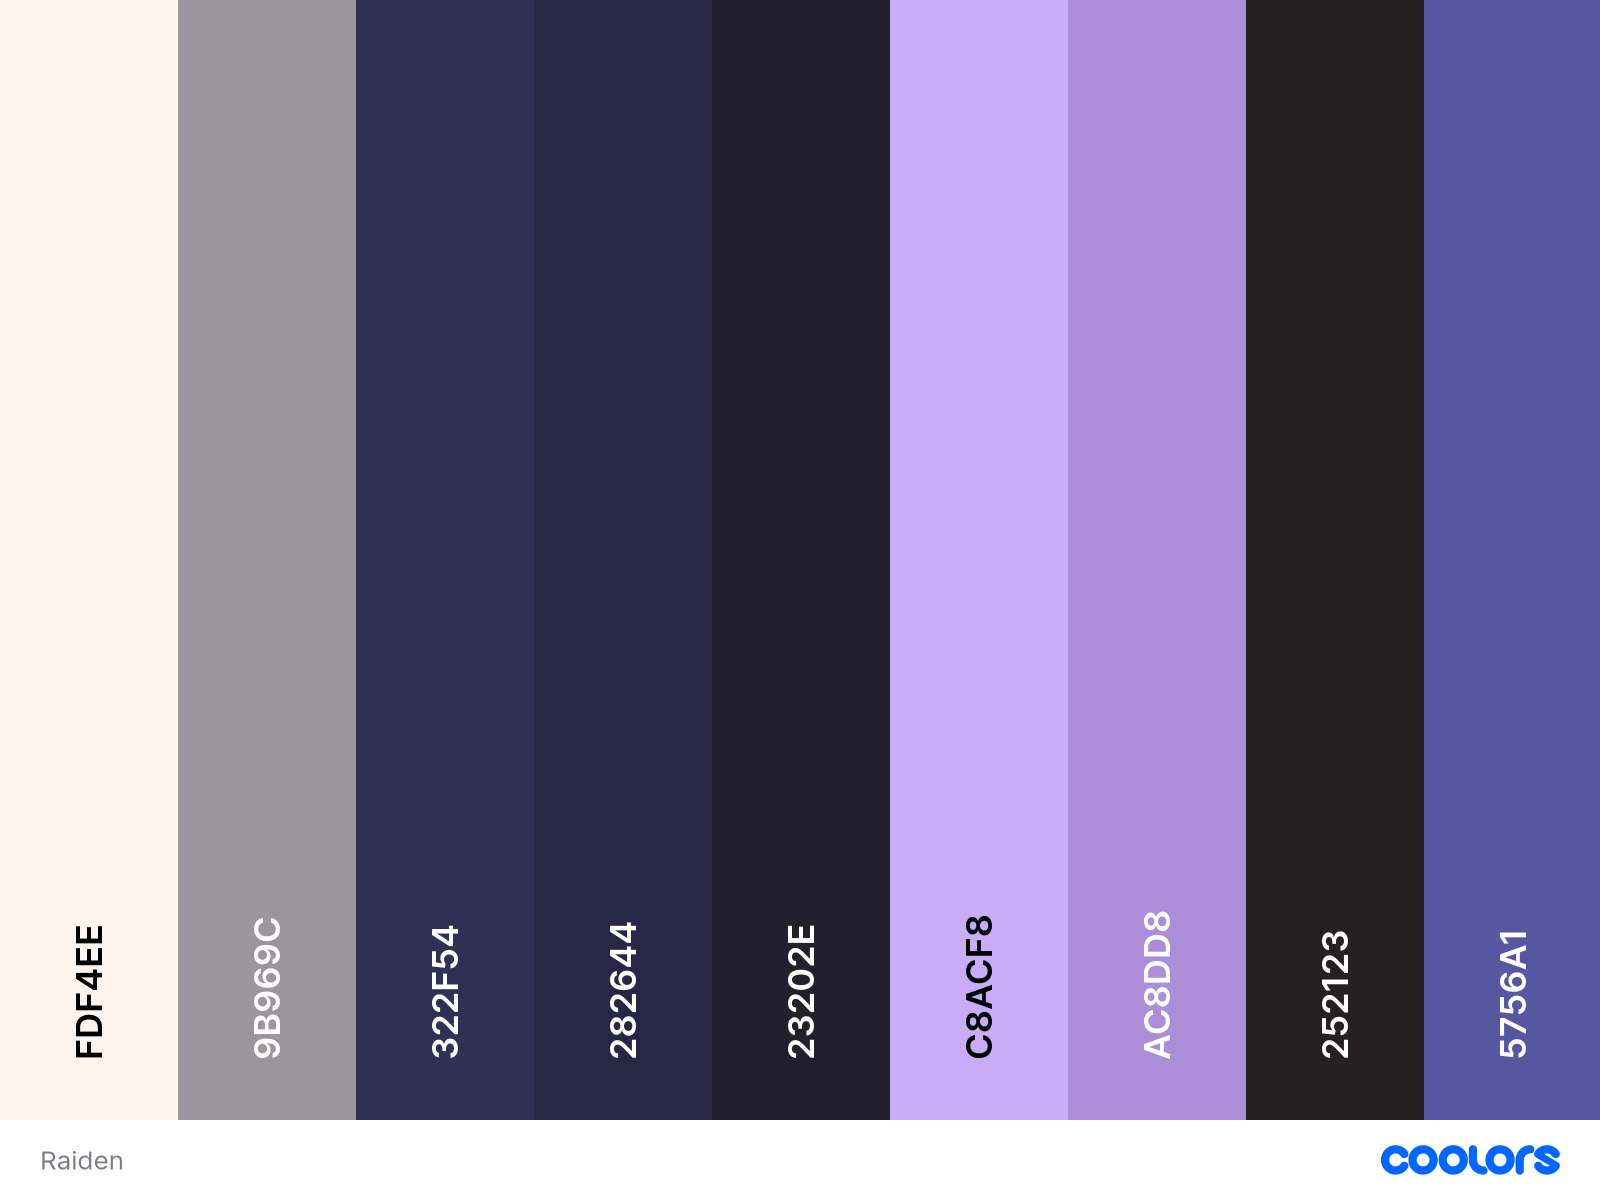 FDF4EE
9B969C
322F54
282644
23202E
C8ACF8
AC8DD8
252123
5756A1
Raiden
coolors